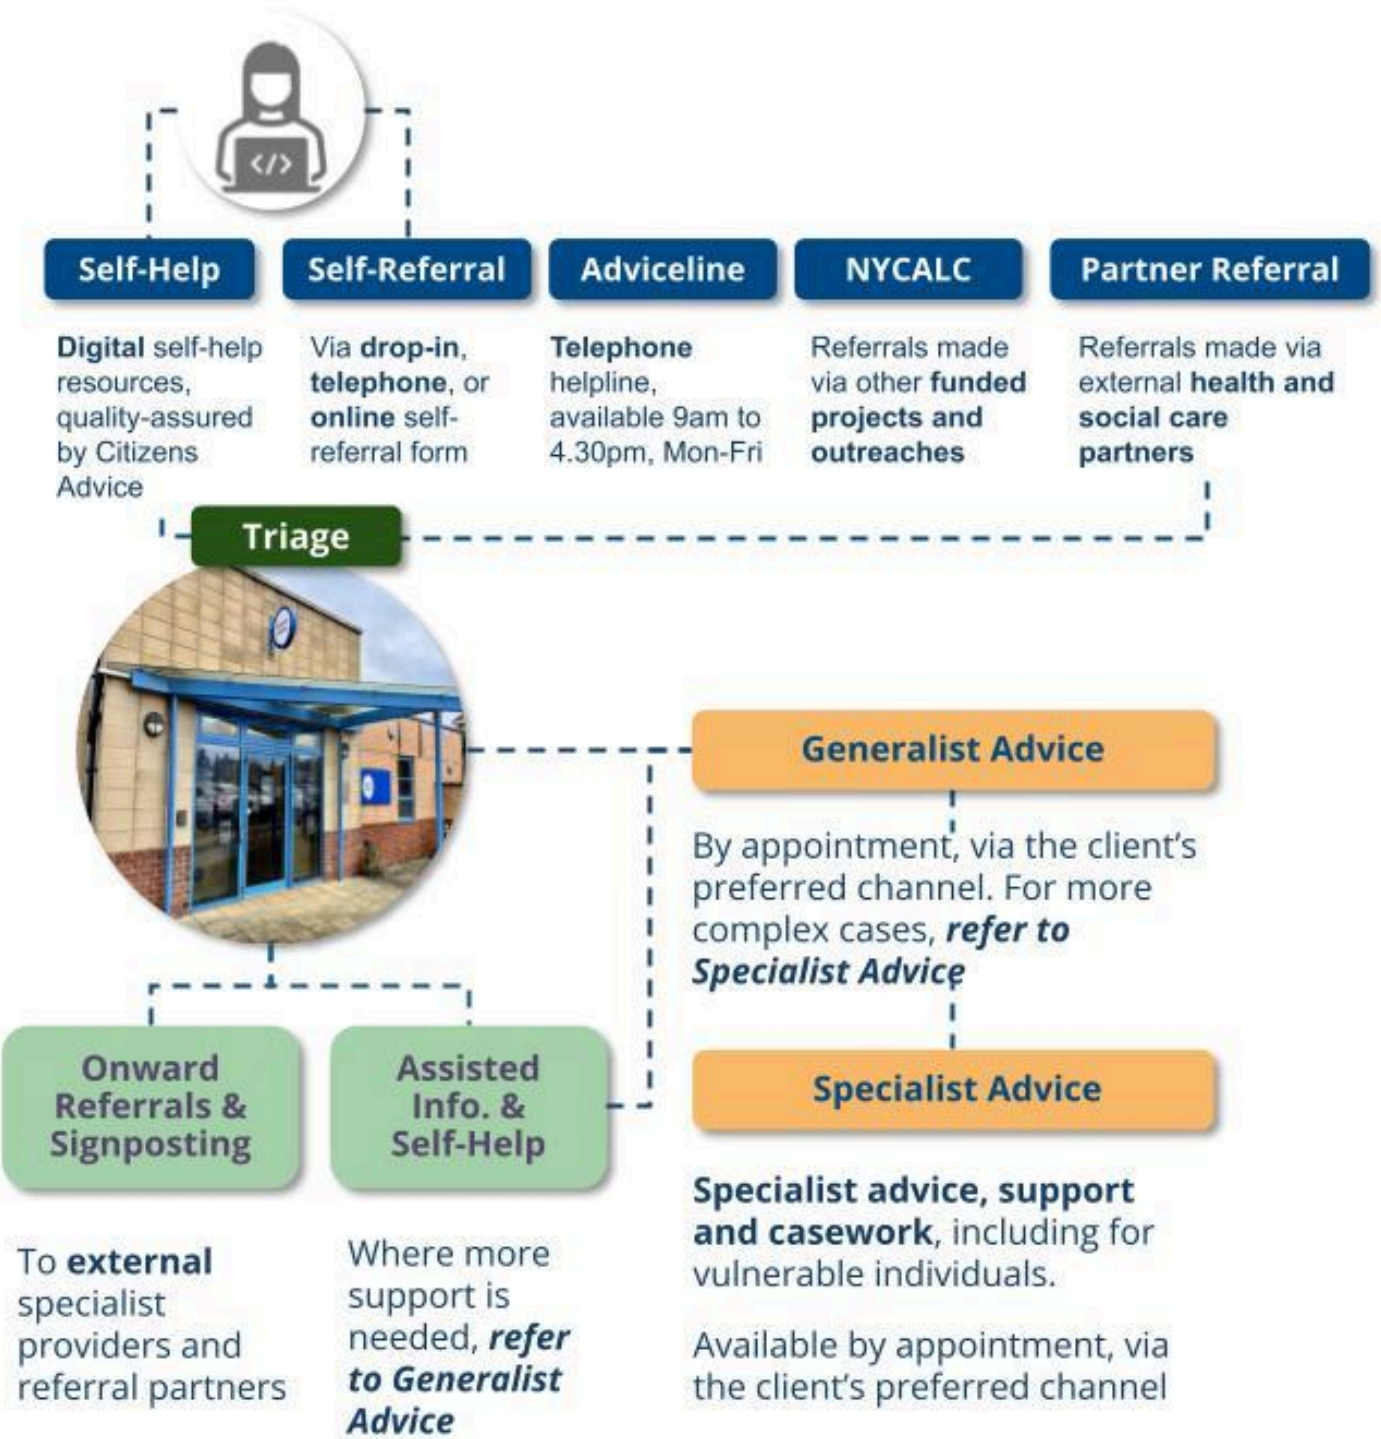 </>
Self-Help
Digital self-help
resources,
quality-assured
by Citizens
Advice
Self-Referral
Via drop-in,
telephone, or
online self-
referral form
Adviceline
Telephone
helpline,
available 9am to
4.30pm, Mon-Fri
NYCALC
Referrals made
via other funded
projects and
outreaches
Partner Referral
Referrals made via
external health and
social care
partners
Triage
Generalist Advice
By appointment, via the client's
preferred channel. For more
complex cases, refer to
Specialist Advice
Onward
Referrals &
Signposting
To external
specialist
providers and
referral partners
Assisted
Info. &
Self-Help
Where more
support is
needed, refer
to Generalist
Advice
Specialist Advice
Specialist advice, support
and casework, including for
vulnerable individuals.
Available by appointment, via
the client's preferred channel